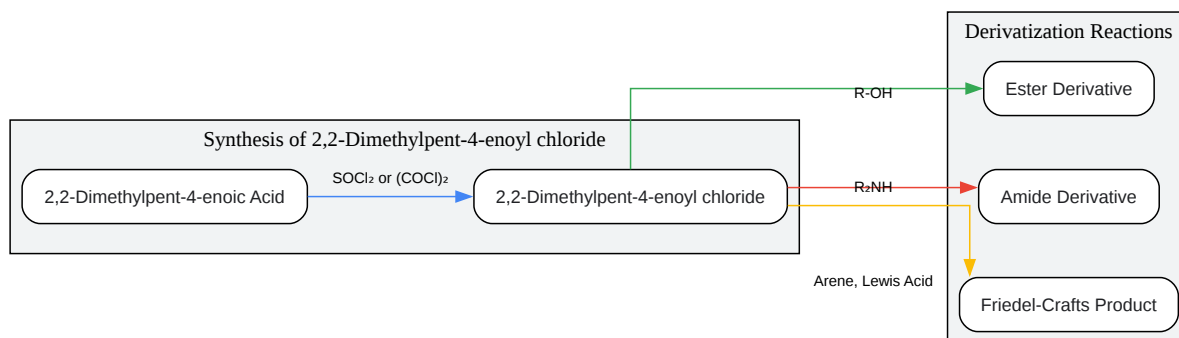 Derivatization Reactions
Ester Derivative
R-OH
Synthesis of 2,2-Dimethylpent-4-enoyl chloride
SOCl₂ or (COCl)₂
2,2-Dimethylpent-4-enoic Acid
2,2-Dimethylpent-4-enoyl chloride
R₂NH
Amide Derivative
Arene, Lewis Acid
Friedel-Crafts Product